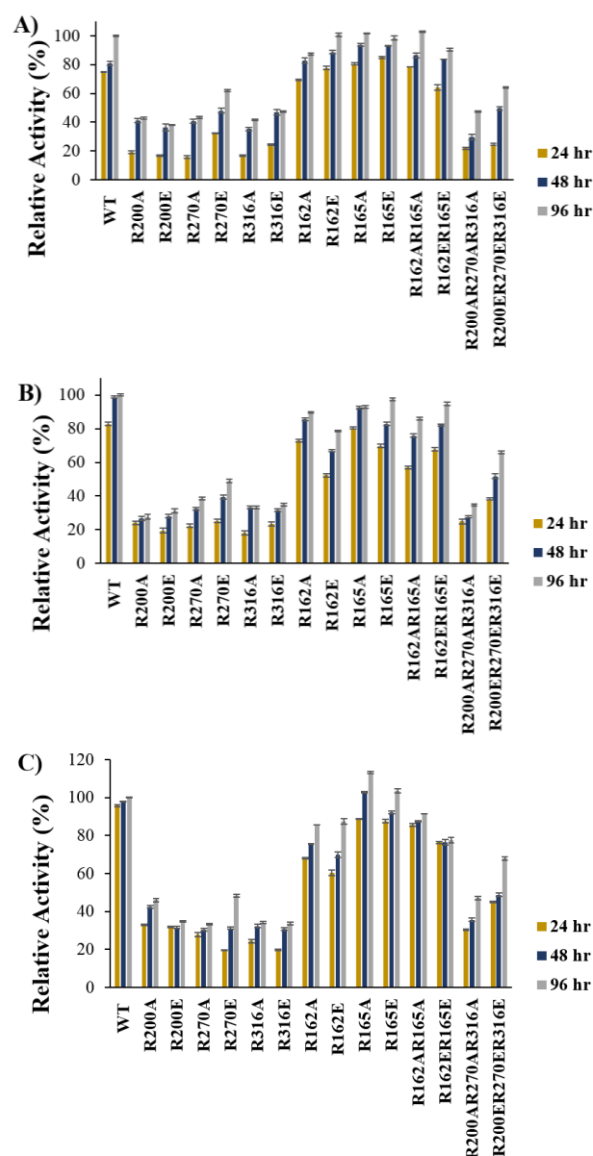 A)
Relative Activity (%)
100
80
60
40
20
0
WT
R200A
R200E
R270A
R270E
R316A
R316E
R162A
R162E
R165A
R165E
R162AR165A
R162ER165E
R200AR270AR316A
R200ER270ER316E
24 hr
48 hr
96 hr
B)
Relative Activity (%)
100
80
60
40
20
0
WT
R200A
R200E
R270A
R270E
R316A
R316E
R162A
R162E
R165A
R165E
R162AR165A
R162ER165E
R200AR270AR316A
R200ER270ER316E
24 hr
48 hr
96 hr
C)
Relative Activity (%)
120
100
80
60
40
20
0
WT
R200A
R200E
R270A
R270E
R316A
R316E
R162A
R162E
R165A
R165E
R162AR165A
R162ER165E
R200AR270AR316A
R200ER270ER316E
24 hr
48 hr
96 hr